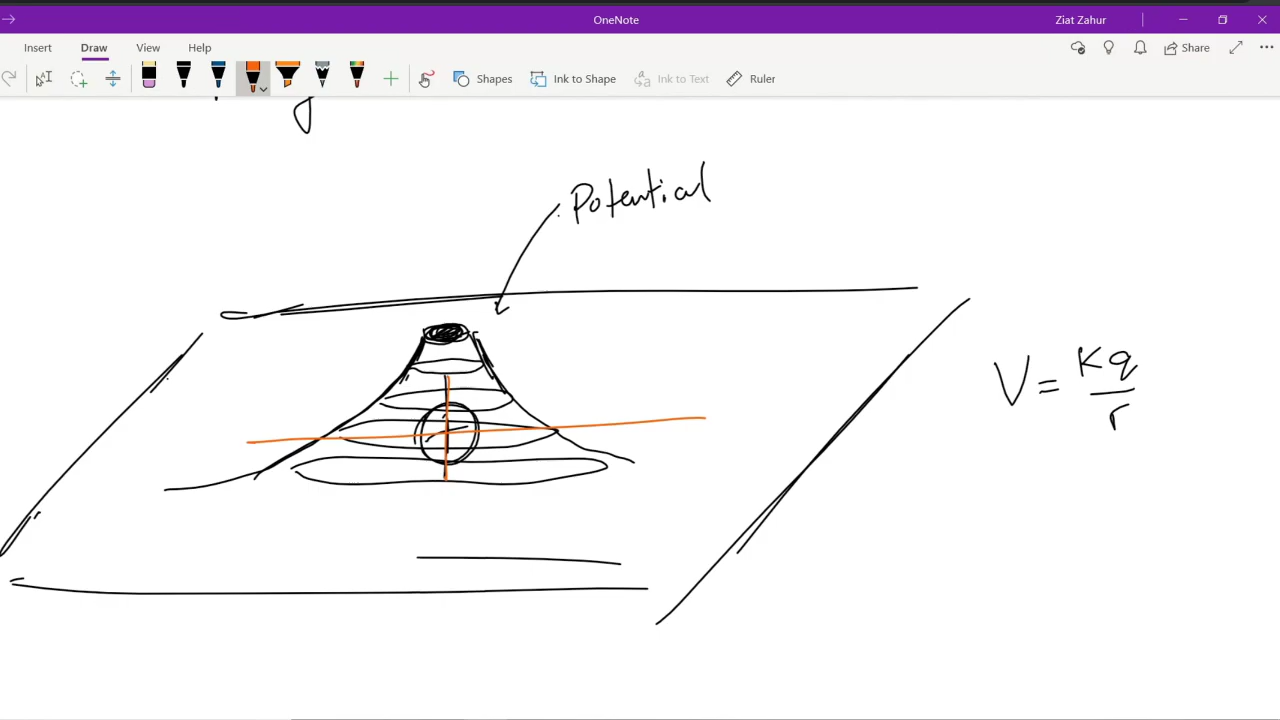 OneNote
Ziat Zahur
Insert Draw View Help
Share
Shapes
Ink to Shape
Ink to Text
Ruler
Potential
V = Kq/r